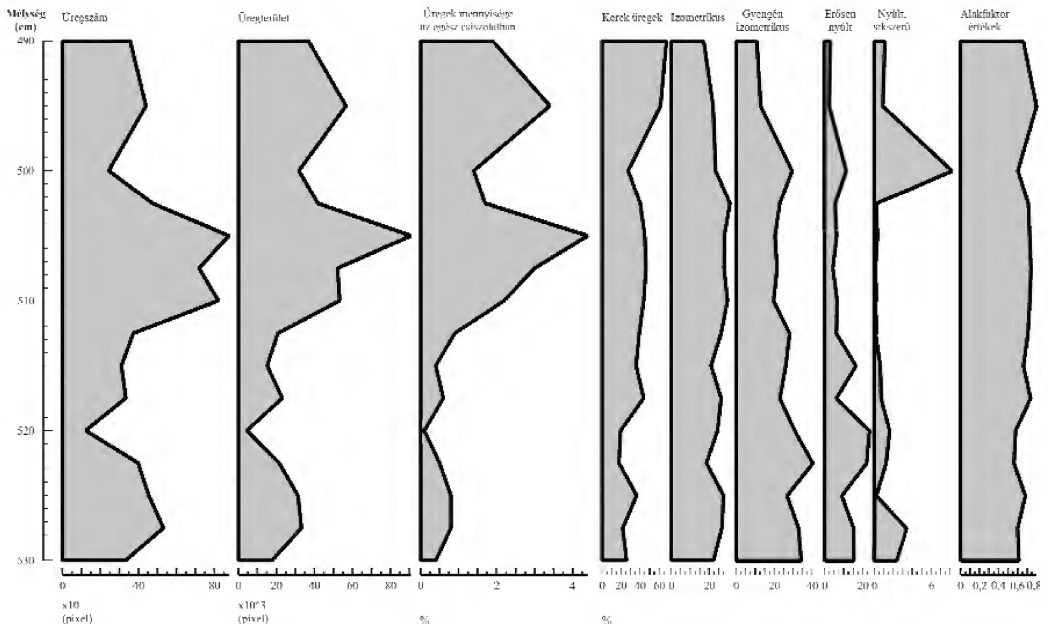 Mélység
(cm)
Üregszám
Üregterület
Üregek mennyisége
az egész csiszolatban
Kerek üregek
Izometrikus
Gyengén
izometrikus
Erősen
nyúlt
Nyúlt,
Alakfaktor
értékek
490
500
510
520
530
0 40 80
0 40 80
0 2 4
0 20 40 60
0 20
0 20 40
0 20
0 6
0 0,2 0,4 0,6 0,8
x10
(pixel)
x10^3
(pixel)
%
%